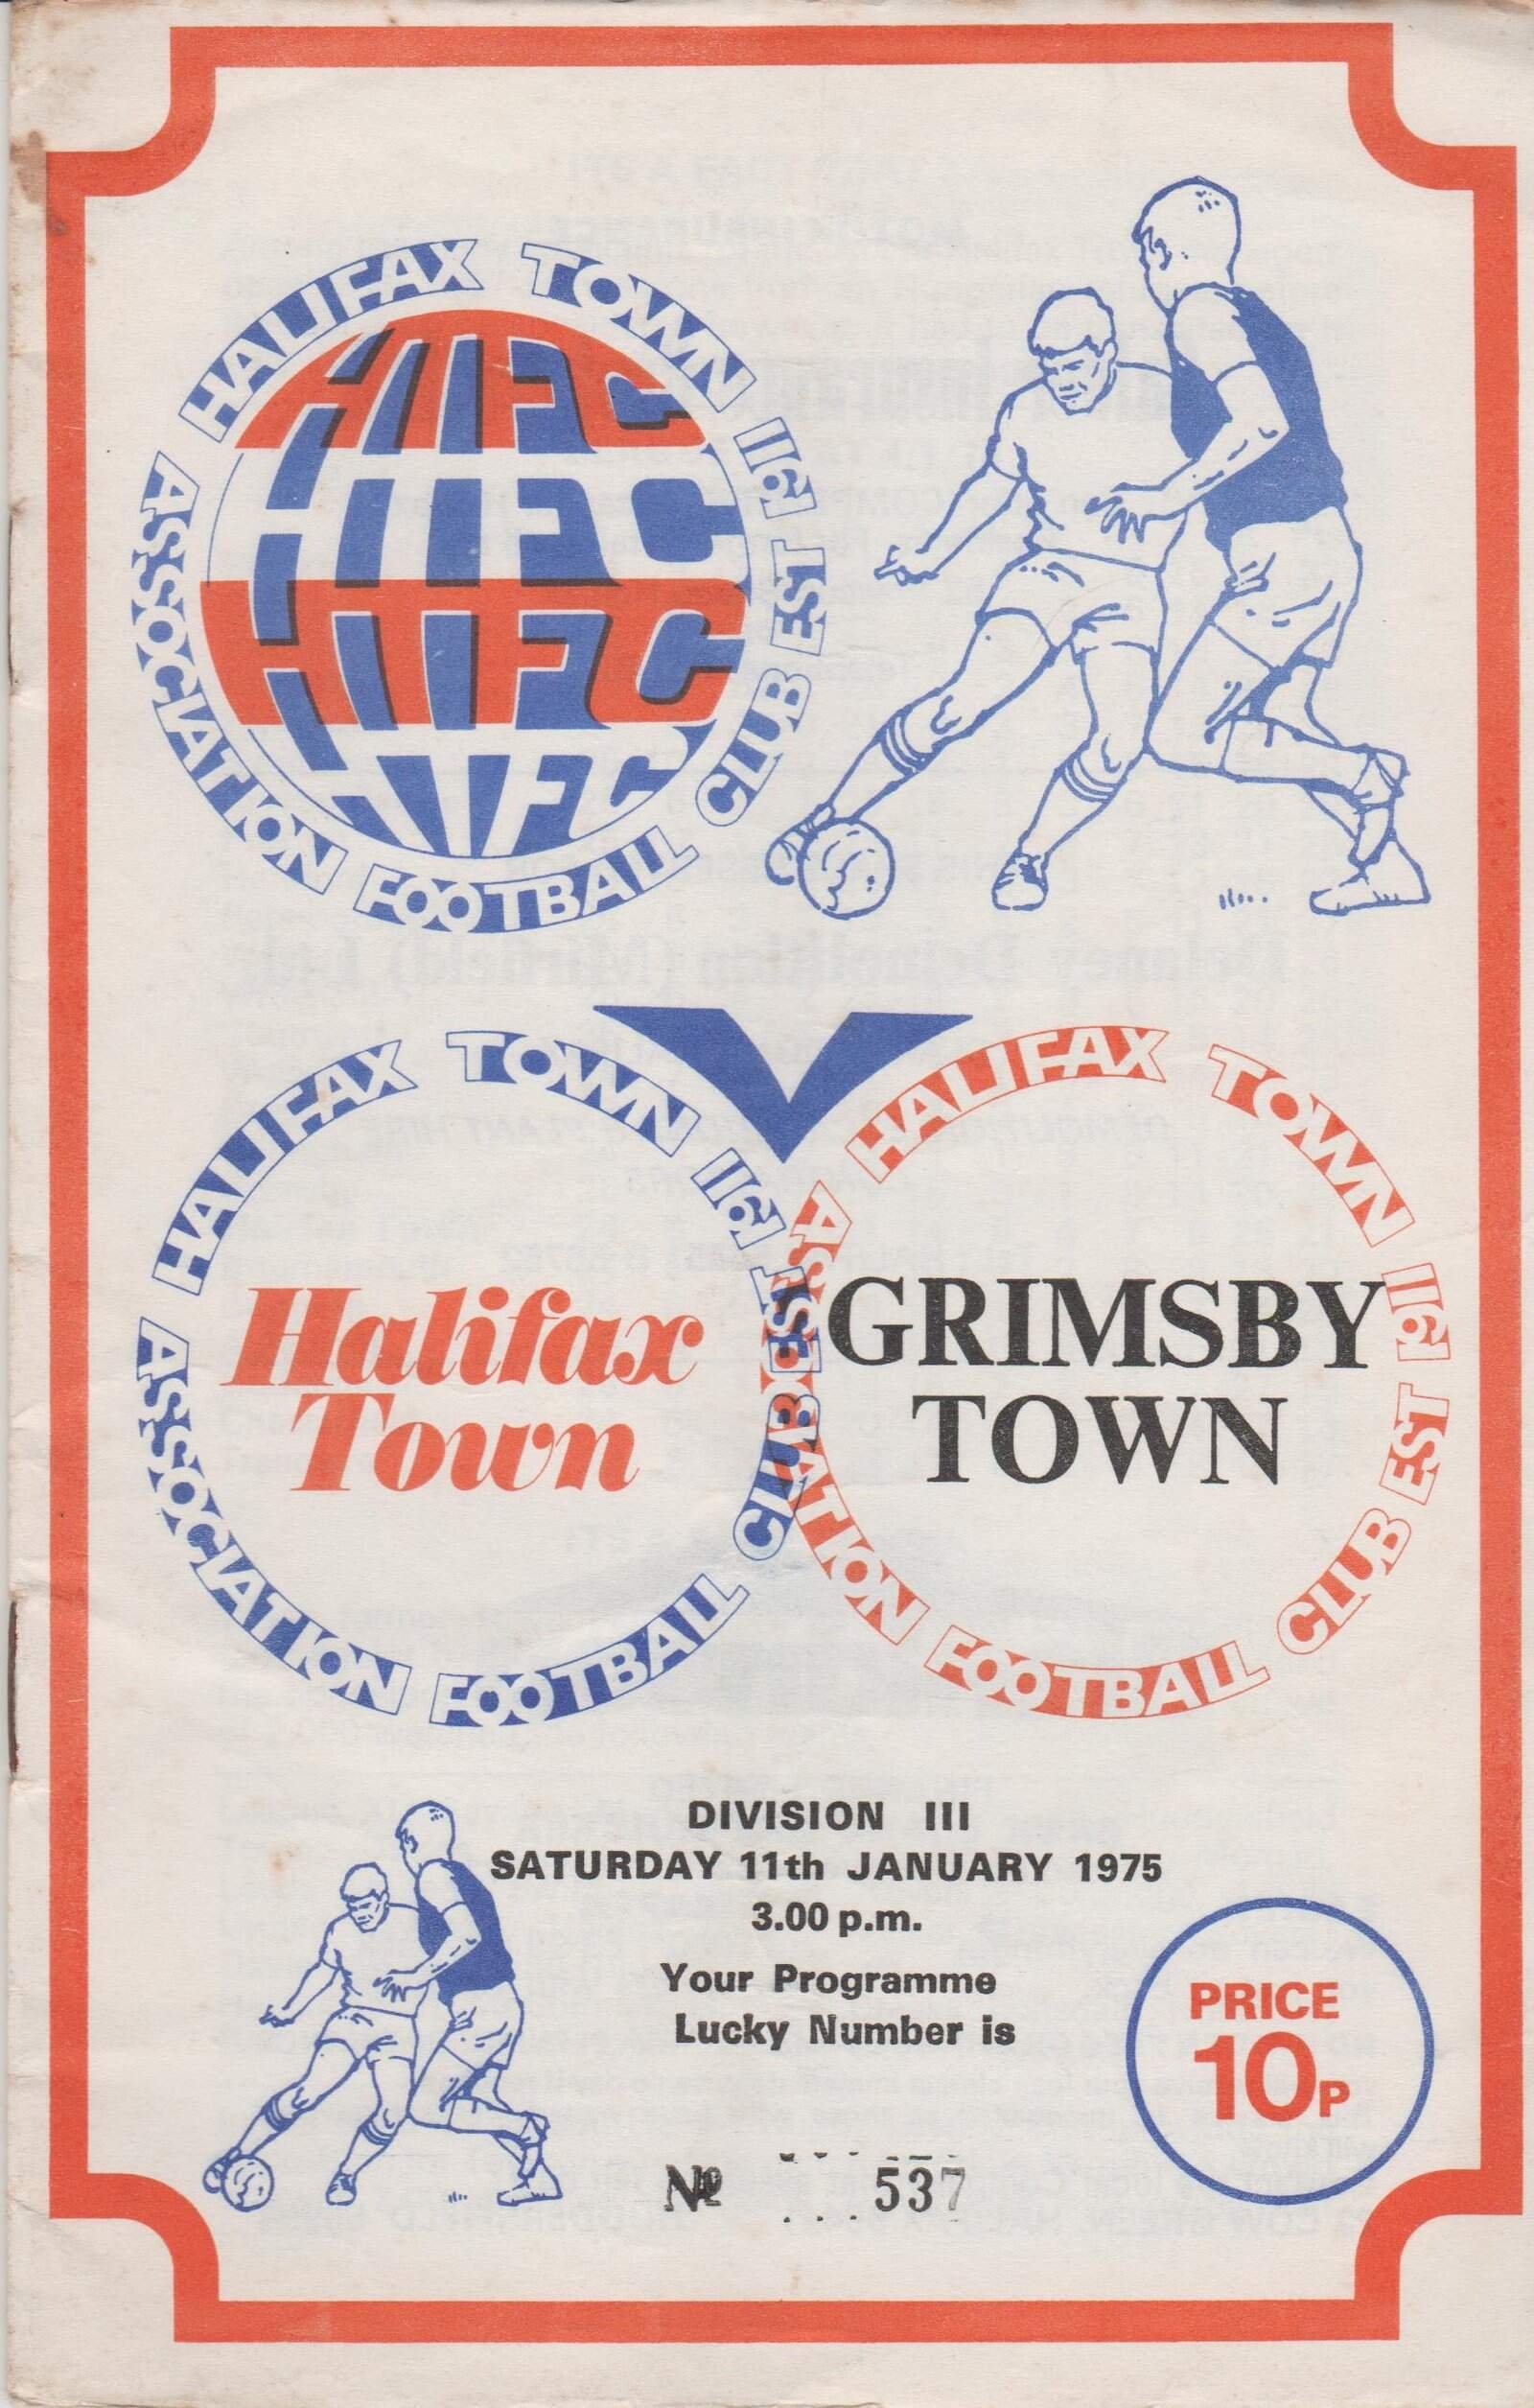 HALIFAX TOWN
1911
EST
CLUB
FOOTBALL
ASSOCIATION
HTFC
HTFC
HTFC
HTFC
HALIFAX TOWN
1911
EST
CLUB
FOOTBALL
ASSOCIATION
Halifax
Town
HALIFAX TOWN
1911
EST
CLUB
FOOTBALL
ASSOCIATION
GRIMSBY
TOWN
DIVISION III
SATURDAY 11th JANUARY 1975
3.00 p.m.
Your Programme
Lucky Number is
Nº 537
PRICE
10P